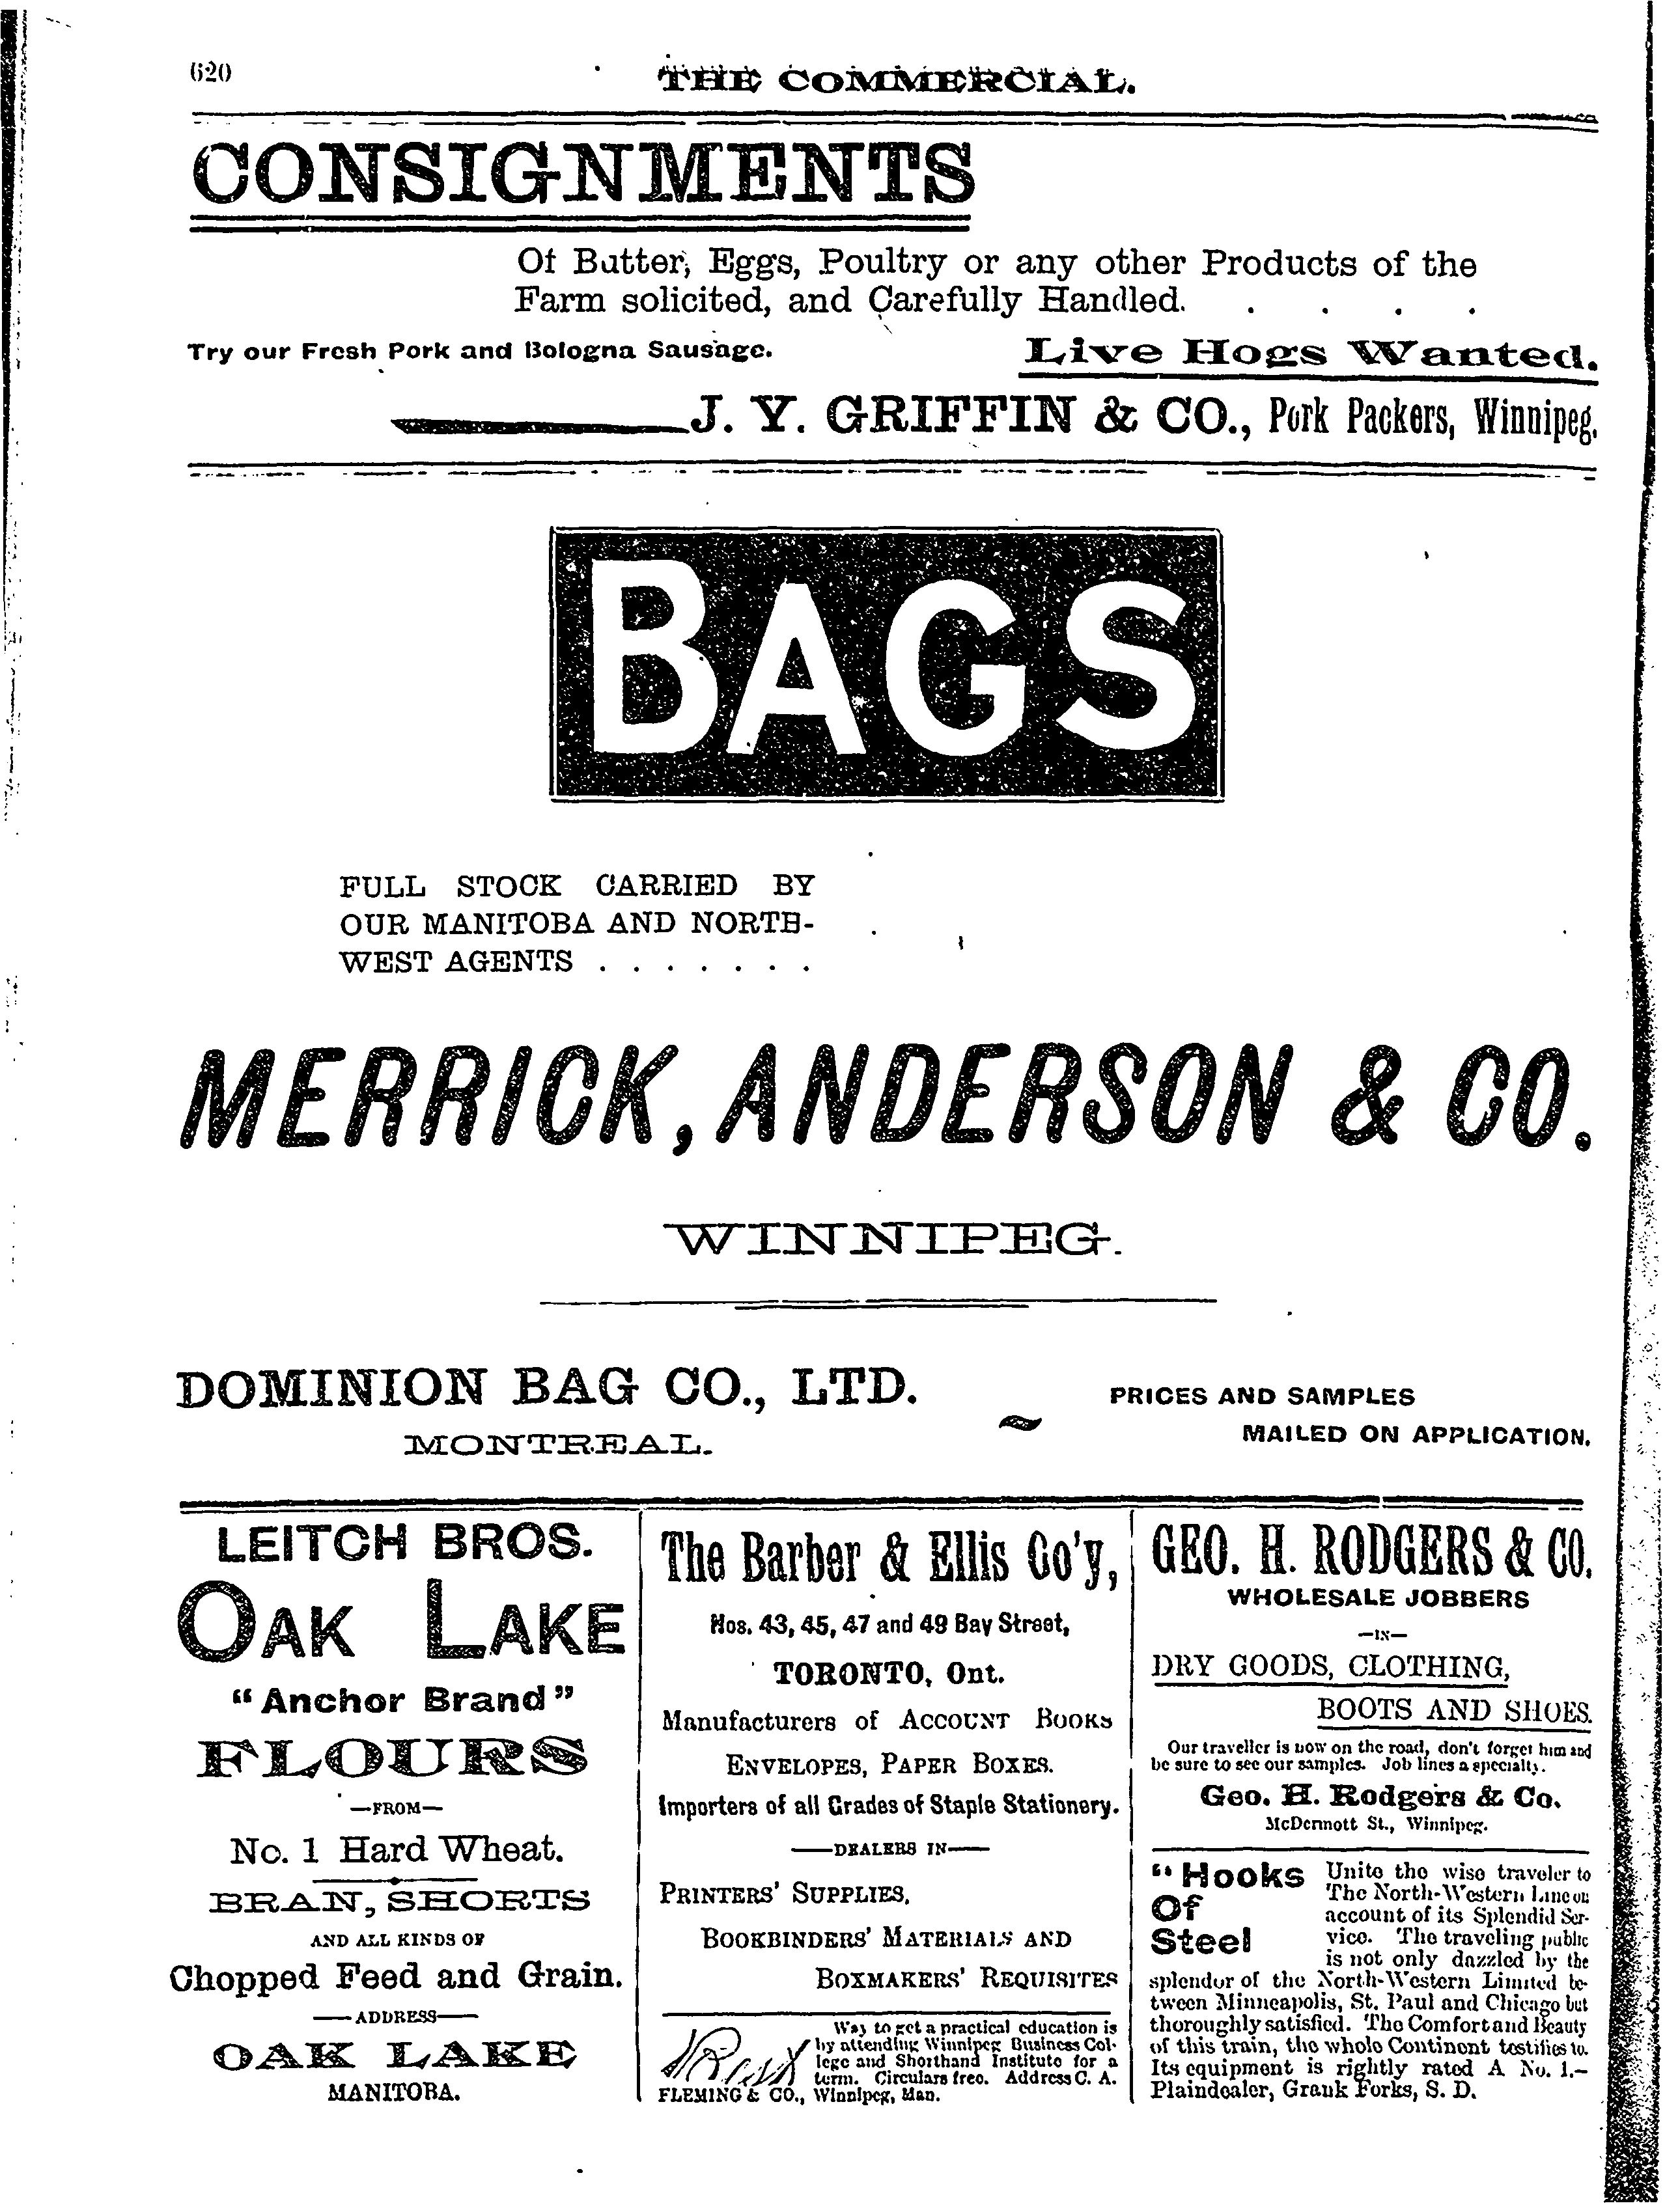 620
THE COMMERCIAL.
CONSIGNMENTS
Of Butter, Eggs, Poultry or any other Products of the
Farm solicited, and Carefully Handled. . . . .
Try our Fresh Pork and Bologna Sausage.
Live Hogs Wanted.
J. Y. GRIFFIN & CO., Pork Packers, Winnipeg.
BAGS
FULL STOCK CARRIED BY
OUR MANITOBA AND NORTH-
WEST AGENTS . . . . . . .
MERRICK, ANDERSON & CO.
WINNIPEG.
DOMINION BAG CO., LTD.
MONTREAL.
PRICES AND SAMPLES
MAILED ON APPLICATION.
LEITCH BROS.
OAK LAKE
"Anchor Brand"
FLOURS
—FROM—
No. 1 Hard Wheat.
BRAN, SHORTS
AND ALL KINDS OF
Chopped Feed and Grain.
—ADDRESS—
OAK LAKE
MANITOBA.
The Barber & Ellis Co'y,
Nos. 43, 45, 47 and 49 Bay Street,
TORONTO, Ont.
Manufacturers of ACCOUNT BOOKS
ENVELOPES, PAPER BOXES.
Importers of all Grades of Staple Stationery.
—DEALERS IN—
PRINTERS' SUPPLIES,
BOOKBINDERS' MATERIALS AND
BOXMAKERS' REQUISITES
Way to get a practical education is
by attending Winnipeg Business Col-
lege and Shorthand Institute for a
term. Circulars free. Address C. A.
FLEMING & CO., Winnipeg, Man.
GEO. H. RODGERS & CO.
WHOLESALE JOBBERS
—IN—
DRY GOODS, CLOTHING,
BOOTS AND SHOES.
Our traveller is now on the road, don't forget him and
be sure to see our samples. Job lines a specialty.
Geo. H. Rodgers & Co.
McDermott St., Winnipeg.
"Hooks Of Steel
Unite the wise traveler to
The North-Western Line on
account of its Splendid Ser-
vice. The traveling public
is not only dazzled by the
splendor of the North-Western Limited be-
tween Minneapolis, St. Paul and Chicago but
thoroughly satisfied. The Comfort and Beauty
of this train, the whole Continent testifies to.
Its equipment is rightly rated A No. 1.—
Plaindealer, Grank Forks, S. D.